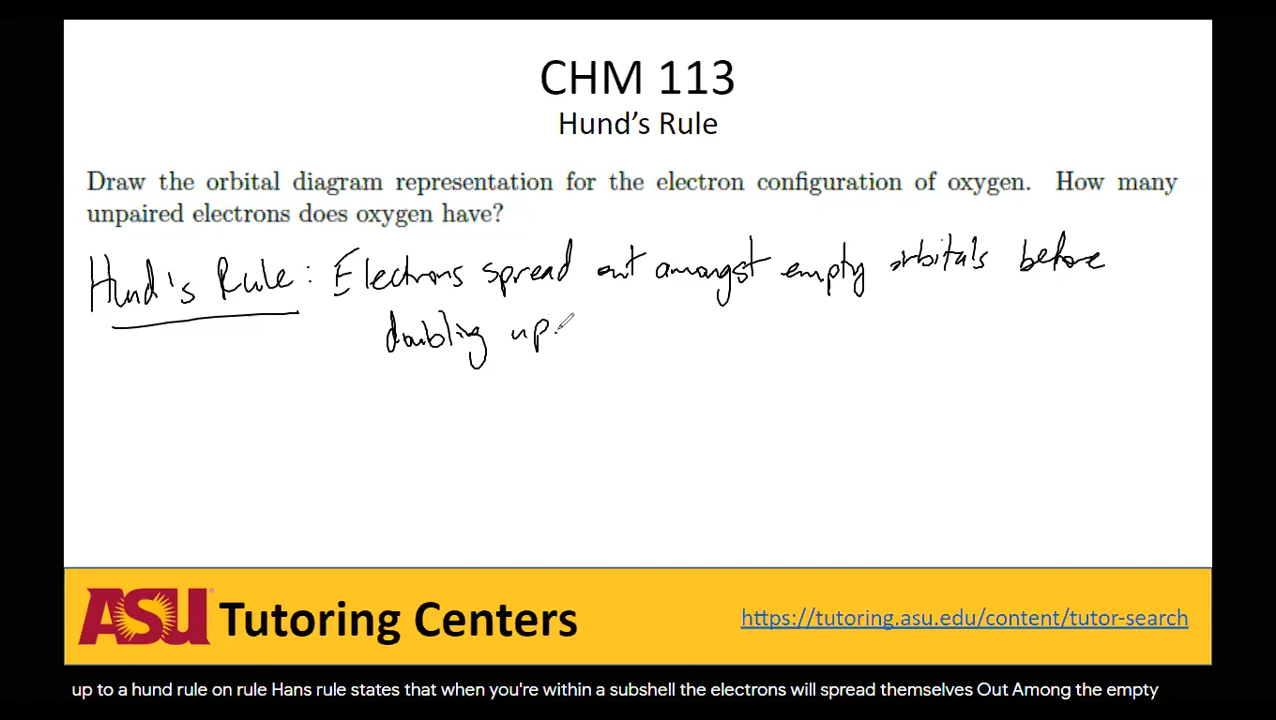 CHM 113
Hund's Rule
Draw the orbital diagram representation for the electron configuration of oxygen. How many
unpaired electrons does oxygen have?
Hund's Rule: Electrons spread out amongst empty orbitals before
doubling up.
ASU Tutoring Centers
https://tutoring.asu.edu/content/tutor-search
up to a hund rule on rule Hans rule states that when you're within a subshell the electrons will spread themselves Out Among the empty